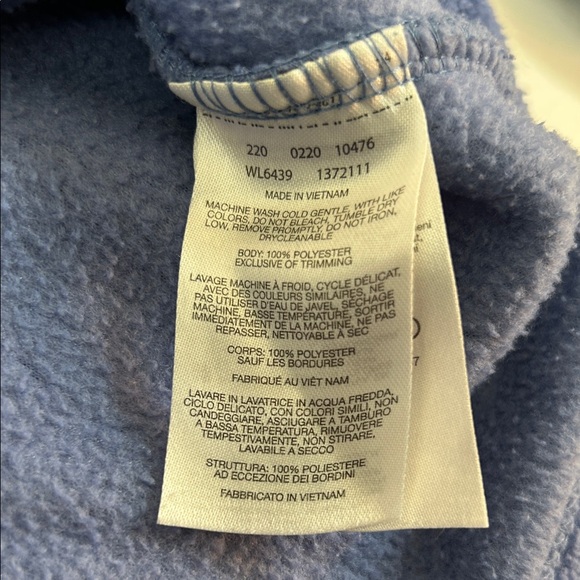 220 0220 10476
WL6439 1372111
MADE IN VIETNAM
MACHINE WASH COLD GENTLE, WITH LIKE
COLORS, DO NOT BLEACH, TUMBLE DRY
LOW, REMOVE PROMPTLY, DO NOT IRON,
DRYCLEANABLE
BODY: 100% POLYESTER
EXCLUSIVE OF TRIMMING
LAVAGE MACHINE À FROID, CYCLE DÉLICAT,
AVEC DES COULEURS SIMILAIRES, NE
PAS UTILISER D'EAU DE JAVEL, SÉCHAGE
MACHINE, BASSE TEMPÉRATURE, SORTIR
IMMÉDIATEMENT DE LA MACHINE, NE PAS
REPASSER, NETTOYABLE À SEC
CORPS: 100% POLYESTER
SAUF LES BORDURES
FABRIQUÉ AU VIÊT NAM
LAVARE IN LAVATRICE IN ACQUA FREDDA,
CICLO DELICATO, CON COLORI SIMILI, NON
CANDEGGIARE, ASCIUGARE A TAMBURO
A BASSA TEMPERATURA, RIMUOVERE
TEMPESTIVAMENTE, NON STIRARE,
LAVABILE A SECCO
STRUTTURA: 100% POLIESTERE
AD ECCEZIONE DEI BORDINI
FABBRICATO IN VIETNAM